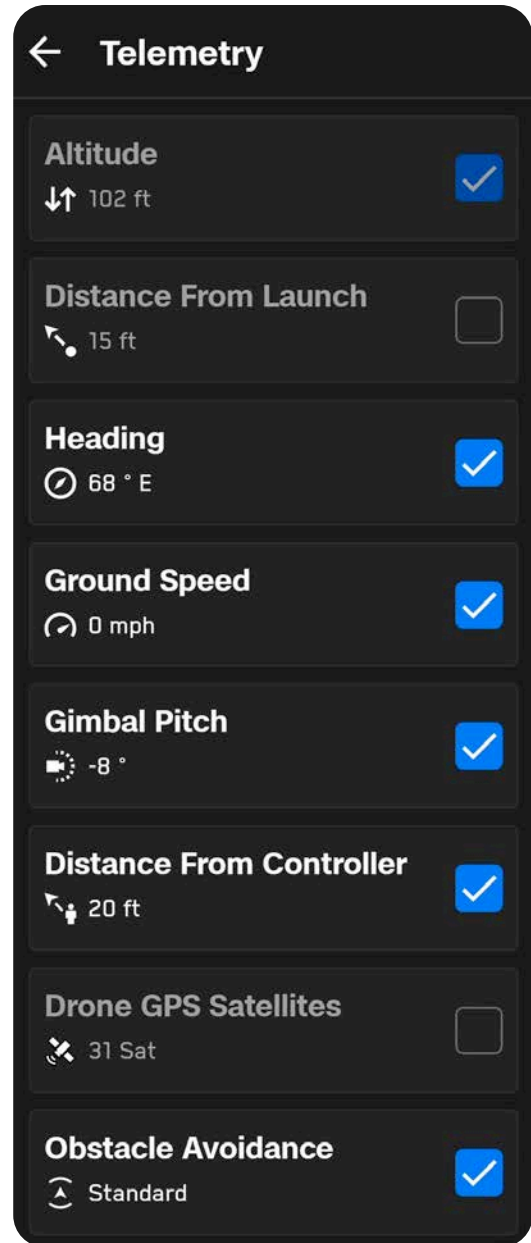 Telemetry
Altitude
102 ft
Distance From Launch
15 ft
Heading
68 ° E
Ground Speed
0 mph
Gimbal Pitch
-8 °
Distance From Controller
20 ft
Drone GPS Satellites
31 Sat
Obstacle Avoidance
Standard